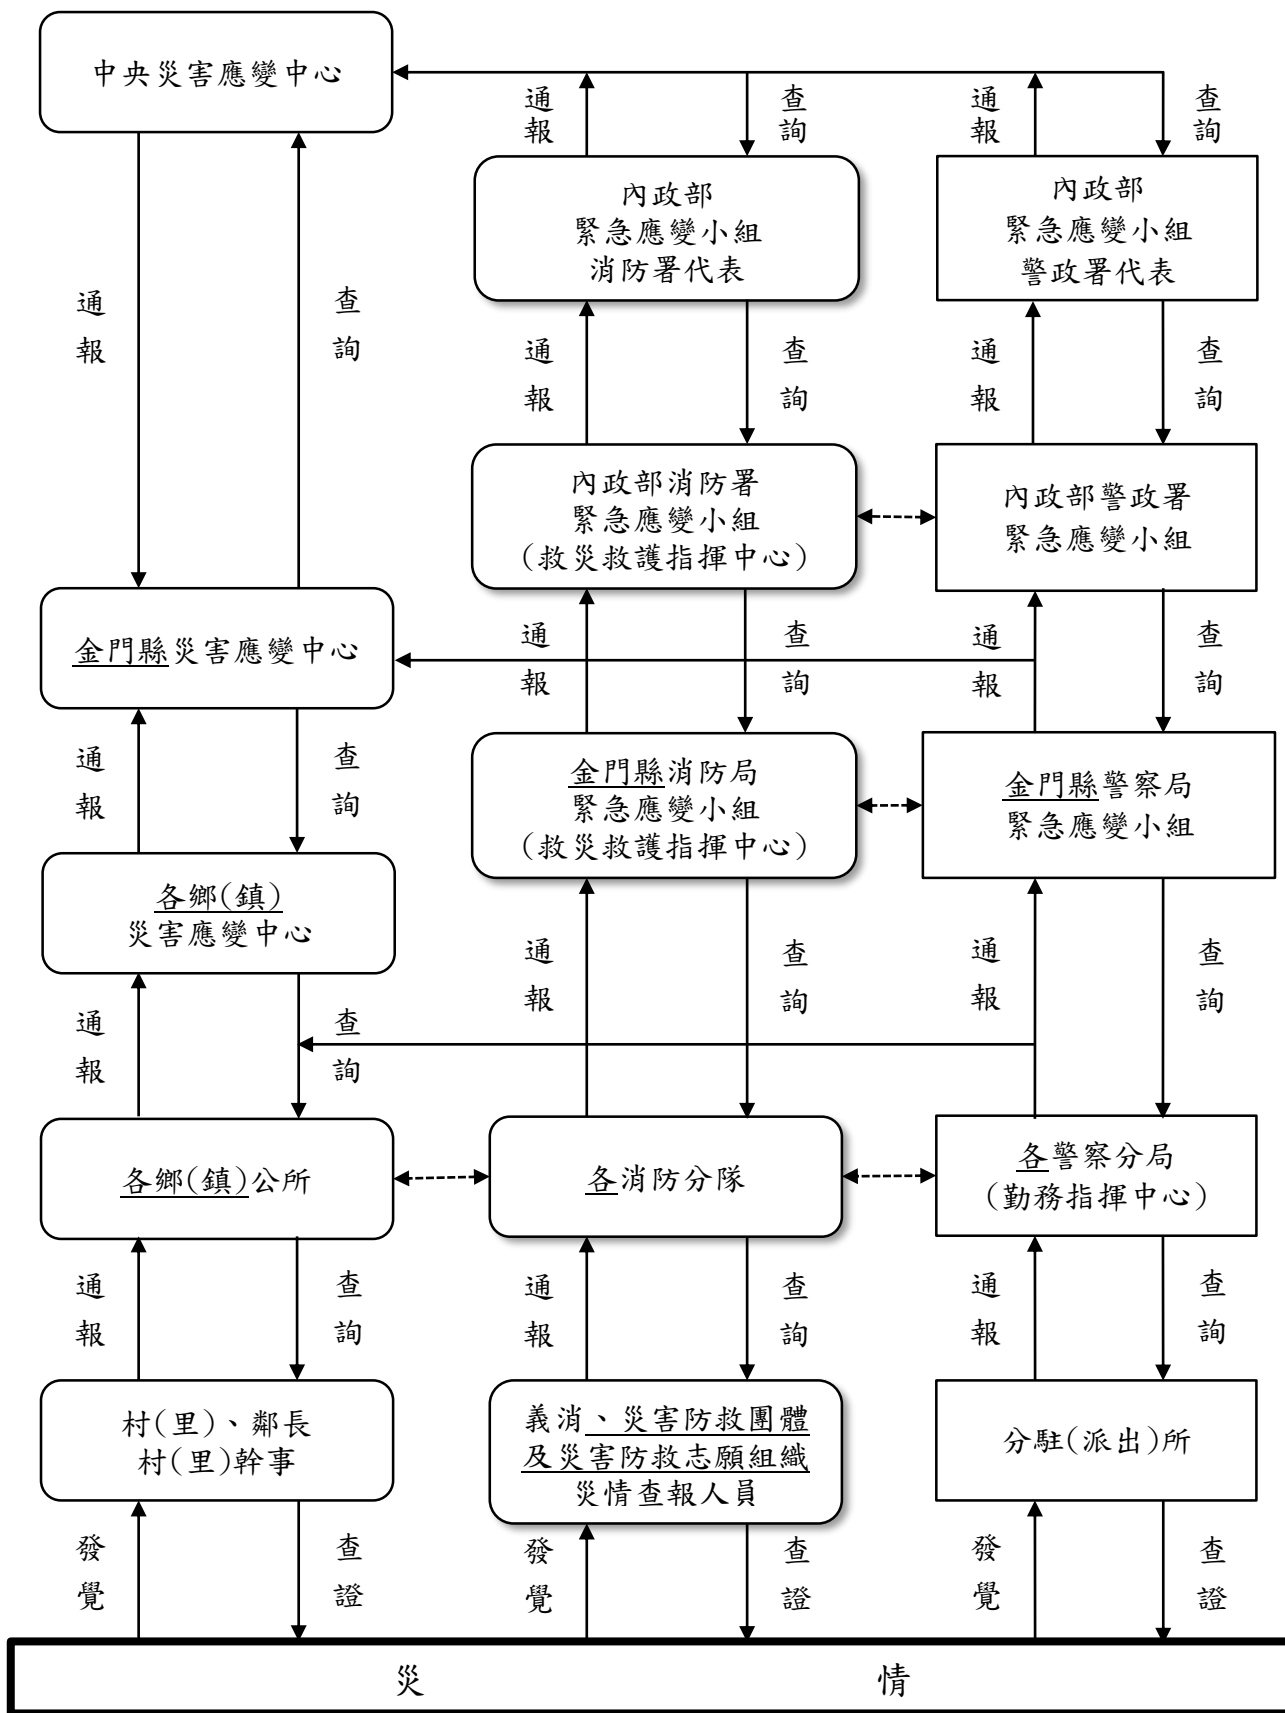 中央災害應變中心
通報
查詢
通報
查詢
內政部
緊急應變小組
消防署代表
內政部
緊急應變小組
警政署代表
通報
查詢
通報
查詢
通報
查詢
內政部消防署
緊急應變小組
(救災救護指揮中心)
內政部警政署
緊急應變小組
金門縣災害應變中心
通報
查詢
通報
查詢
通報
查詢
金門縣消防局
緊急應變小組
(救災救護指揮中心)
金門縣警察局
緊急應變小組
各鄉(鎮)
災害應變中心
通報
查詢
通報
查詢
通報
查詢
各鄉(鎮)公所
各消防分隊
各警察分局
(勤務指揮中心)
通報
查詢
通報
查詢
通報
查詢
村(里)、鄰長
村(里)幹事
義消、災害防救團體
及災害防救志願組織
災情查報人員
分駐(派出)所
發覺
查證
發覺
查證
發覺
查證
災情